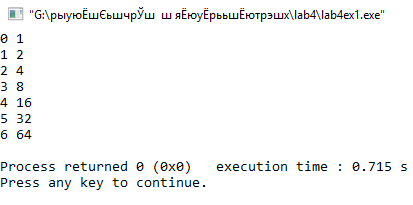 "G:\рыуюЁшЄьшчрЎш  ш яЁюуЁрьшЁютрэшх\lab4\lab4ex1.exe"
0 1
1 2
2 4
3 8
4 16
5 32
6 64
Process returned 0 (0x0)   execution time : 0.715 s
Press any key to continue.